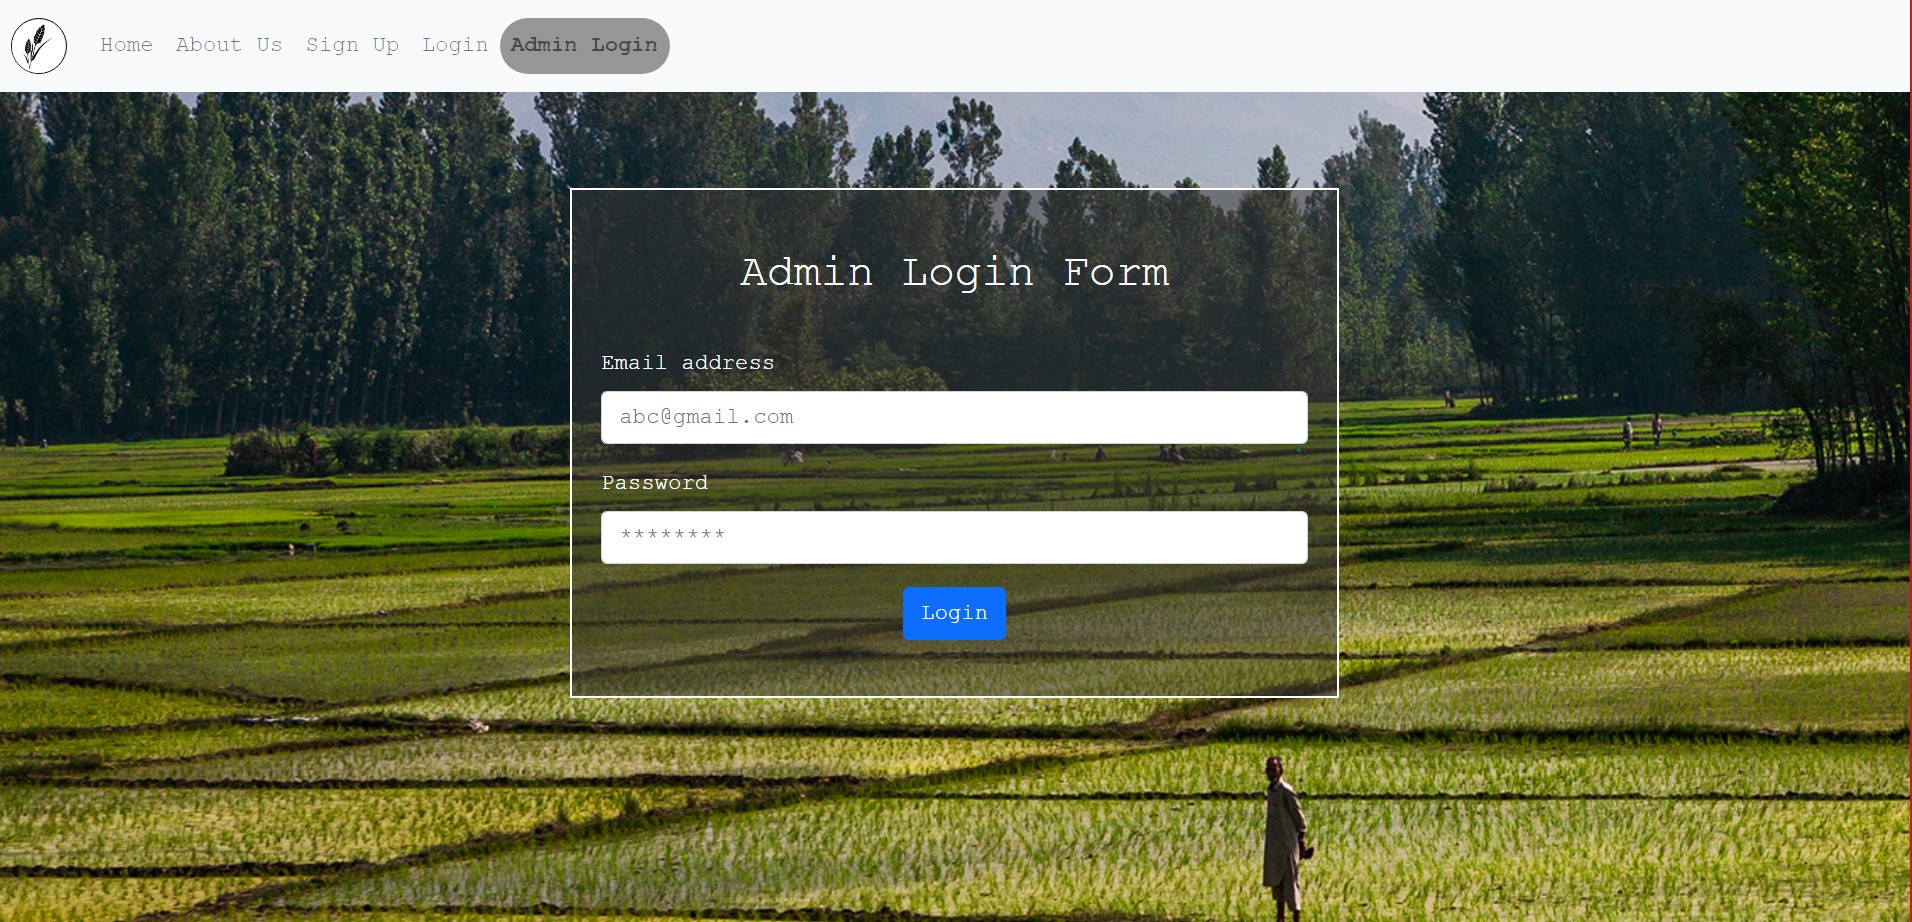 Home About Us Sign Up Login Admin Login
Admin Login Form
Email address
abc@gmail.com
Password
********
Login